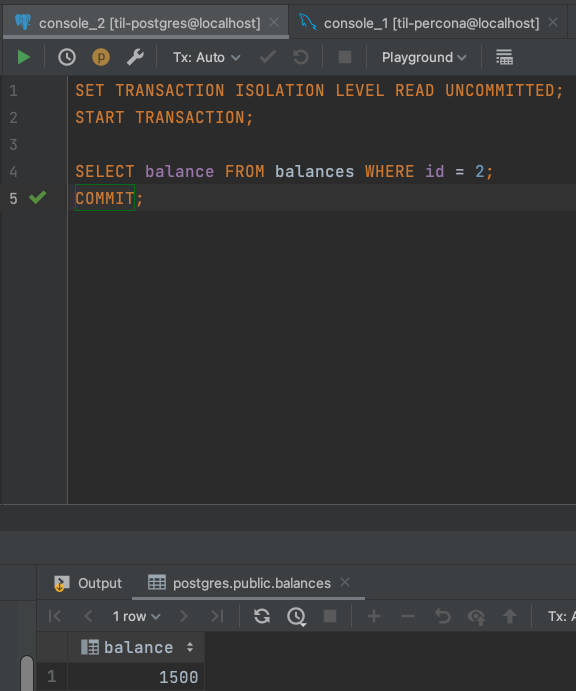 console_2 [til-postgres@localhost] console_1 [til-percona@localhost]
P Tx: Auto Playground
1 SET TRANSACTION ISOLATION LEVEL READ UNCOMMITTED;
2 START TRANSACTION;
3
4 SELECT balance FROM balances WHERE id = 2;
5 COMMIT;
Output postgres.public.balances
1 row Tx: A
balance
1 1500